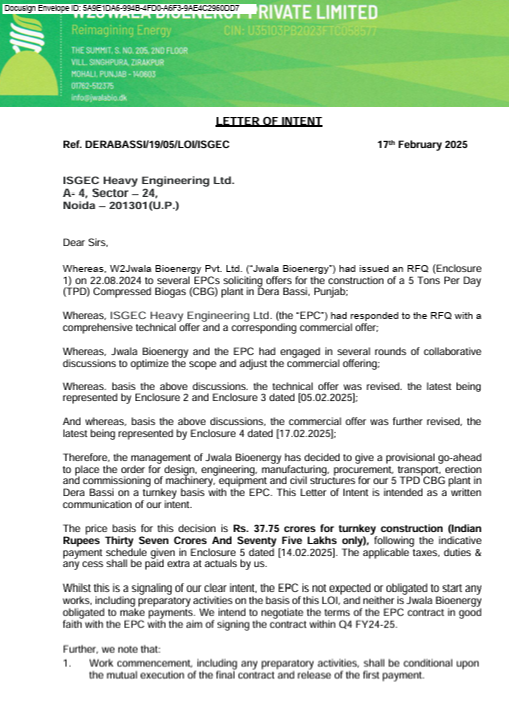 Docusign Envelope ID: 5A9E1DA6-994B-4FD0-A6F3-9AE4C2960DD7
W2JWALA BIOENERGY PRIVATE LIMITED
Reimagining Energy
CIN: U35103PB2023FTC058577
THE SUMMIT, S. NO. 205, 2ND FLOOR
VILL. SINGHPURA, ZIRAKPUR
MOHALI, PUNJAB - 140603
01762-512375
info@jwalabio.dk
LETTER OF INTENT
Ref. DERABASSI/19/05/LOI/ISGEC 17th February 2025
ISGEC Heavy Engineering Ltd.
A- 4, Sector – 24,
Noida – 201301(U.P.)
Dear Sirs,
Whereas, W2Jwala Bioenergy Pvt. Ltd. (“Jwala Bioenergy”) had issued an RFQ (Enclosure
1) on 22.08.2024 to several EPCs soliciting offers for the construction of a 5 Tons Per Day
(TPD) Compressed Biogas (CBG) plant in Dera Bassi, Punjab;
Whereas, ISGEC Heavy Engineering Ltd. (the “EPC”) had responded to the RFQ with a
comprehensive technical offer and a corresponding commercial offer;
Whereas, Jwala Bioenergy and the EPC had engaged in several rounds of collaborative
discussions to optimize the scope and adjust the commercial offering;
Whereas. basis the above discussions. the technical offer was revised. the latest being
represented by Enclosure 2 and Enclosure 3 dated [05.02.2025];
And whereas, basis the above discussions, the commercial offer was further revised, the
latest being represented by Enclosure 4 dated [17.02.2025];
Therefore, the management of Jwala Bioenergy has decided to give a provisional go-ahead
to place the order for design, engineering, manufacturing, procurement, transport, erection
and commissioning of machinery, equipment and civil structures for our 5 TPD CBG plant in
Dera Bassi on a turnkey basis with the EPC. This Letter of Intent is intended as a written
communication of our intent.
The price basis for this decision is Rs. 37.75 crores for turnkey construction (Indian
Rupees Thirty Seven Crores And Seventy Five Lakhs only), following the indicative
payment schedule given in Enclosure 5 dated [14.02.2025]. The applicable taxes, duties &
any cess shall be paid extra at actuals by us.
Whilst this is a signaling of our clear intent, the EPC is not expected or obligated to start any
works, including preparatory activities on the basis of this LOI, and neither is Jwala Bioenergy
obligated to make payments. We intend to negotiate the terms of the EPC contract in good
faith with the EPC with the aim of signing the contract within Q4 FY24-25.
Further, we note that:
1. Work commencement, including any preparatory activities, shall be conditional upon
the mutual execution of the final contract and release of the first payment.